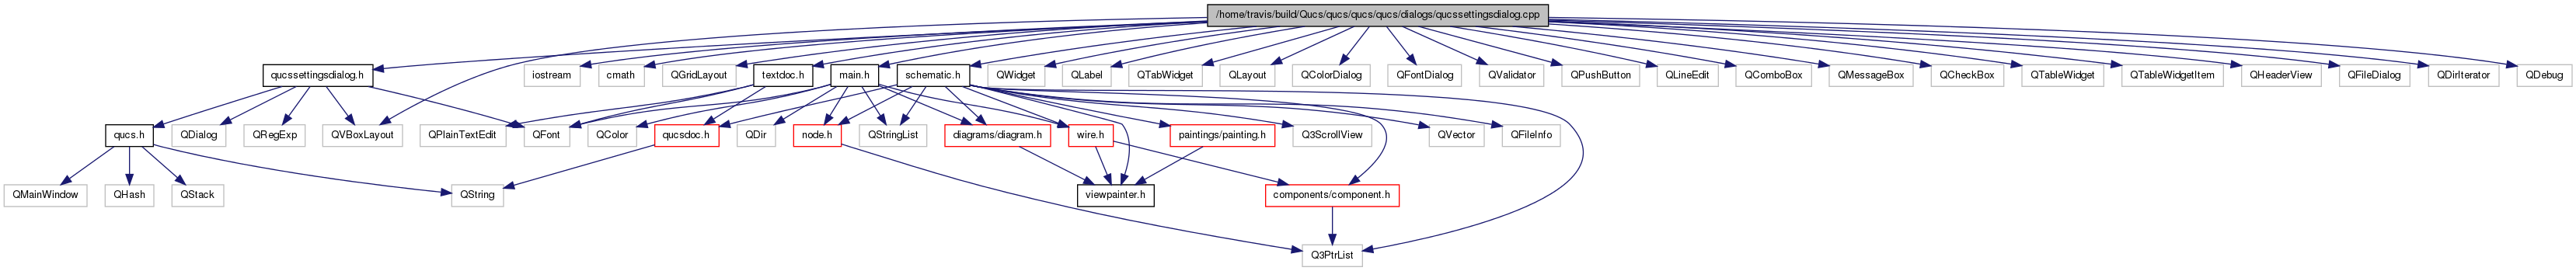 /home/travis/build/Qucs/qucs/qucs/qucs/dialogs/qucssettingsdialog.cpp
qucssettingsdialog.h
iostream
cmath
QGridLayout
textdoc.h
main.h
schematic.h
QWidget
QLabel
QTabWidget
QLayout
QColorDialog
QFontDialog
QValidator
QPushButton
QLineEdit
QComboBox
QMessageBox
QCheckBox
QTableWidget
QTableWidgetItem
QHeaderView
QFileDialog
QDirIterator
QDebug
qucs.h
QDialog
QRegExp
QVBoxLayout
QPlainTextEdit
QFont
QColor
qucsdoc.h
QDir
node.h
QStringList
diagrams/diagram.h
wire.h
paintings/painting.h
Q3ScrollView
QVector
QFileInfo
QMainWindow
QHash
QStack
QString
viewpainter.h
components/component.h
Q3PtrList